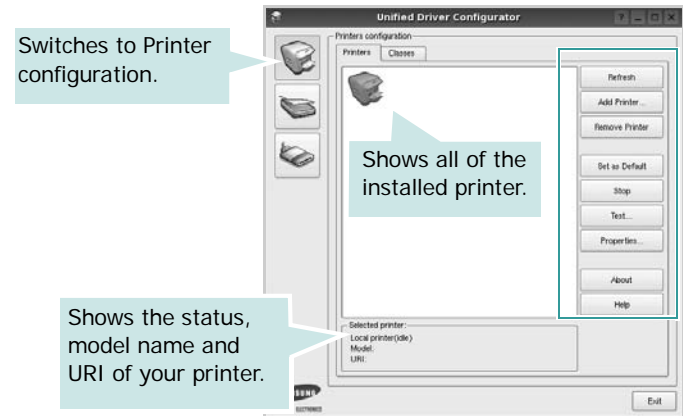 Unified Driver Configurator
Switches to Printer
configuration.
Printers configuration
Printers
Classes
Refresh
Add Printer...
Remove Printer
Set as Default
Stop
Test...
Properties...
About
Help
Shows all of the
installed printer.
Shows the status,
model name and
URI of your printer.
Selected printer:
Local printer(idle)
Model:
URI:
ELECTRONICS
Exit